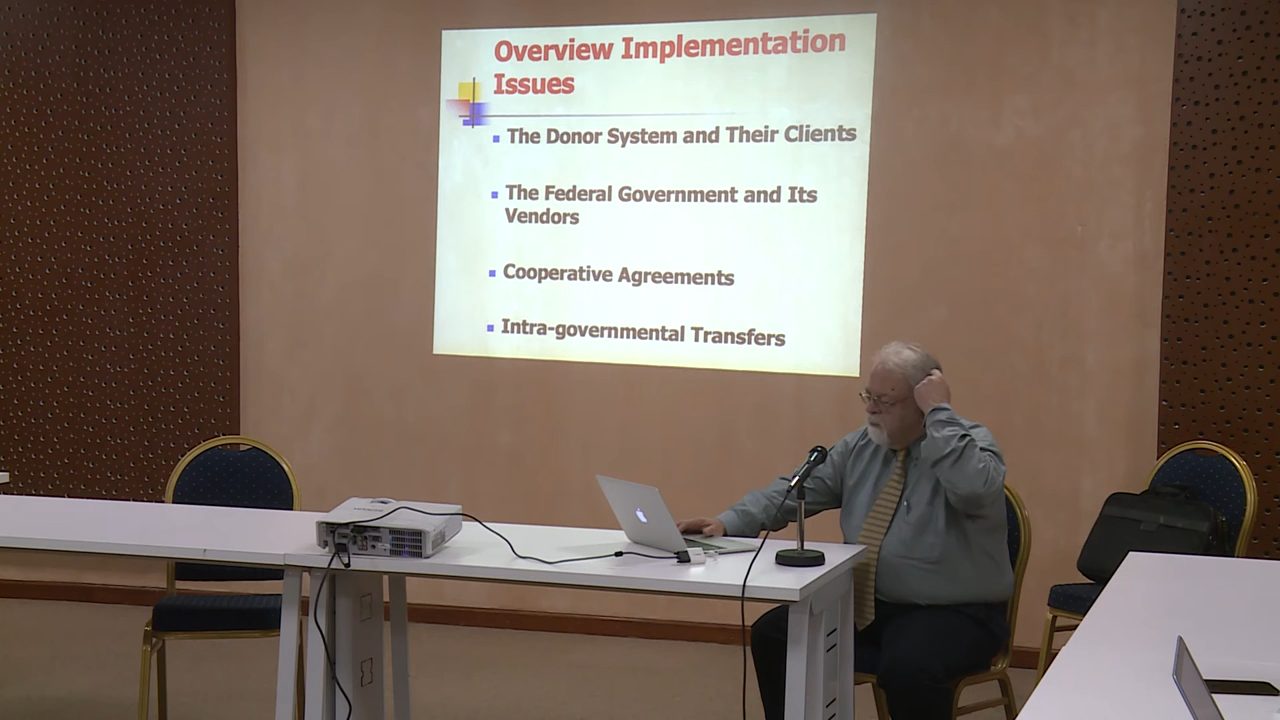 Overview Implementation
Issues
The Donor System and Their Clients
The Federal Government and Its
Vendors
Cooperative Agreements
Intra-governmental Transfers